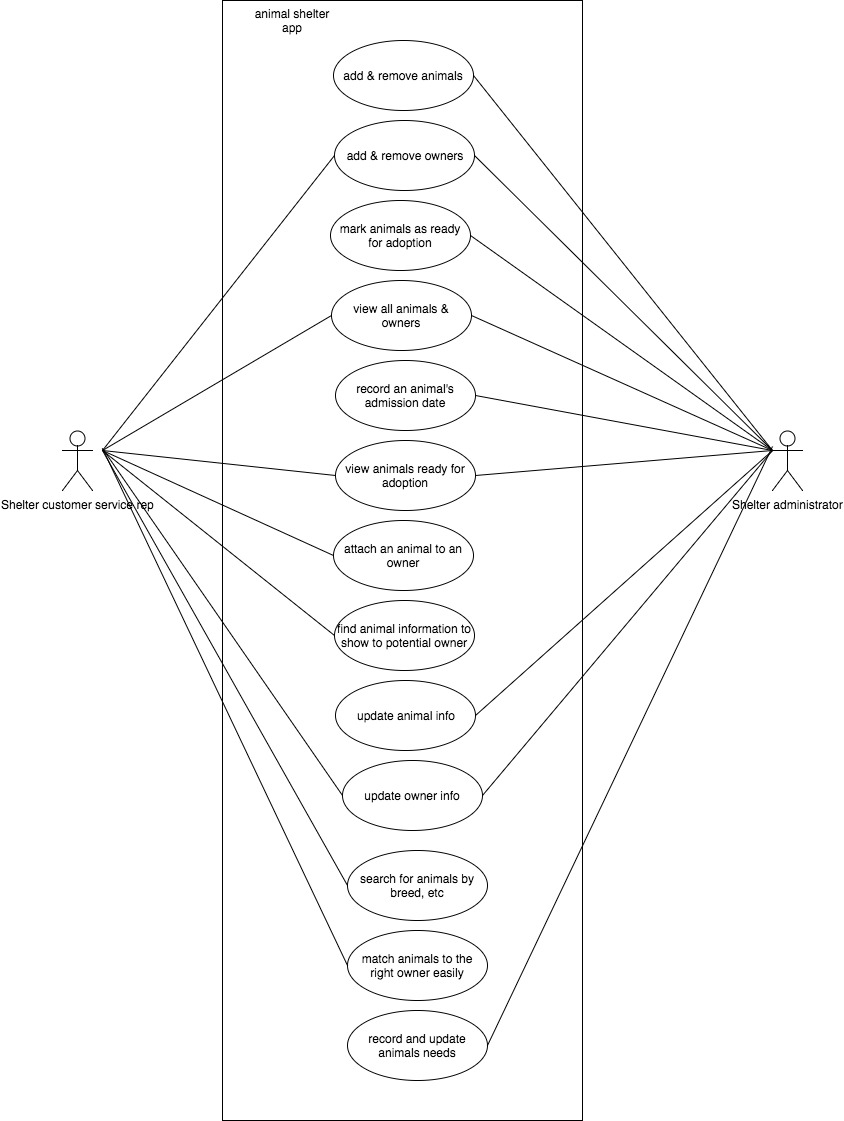 animal shelter
app
add & remove animals
add & remove owners
mark animals as ready
for adoption
view all animals &
owners
record an animal's
admission date
view animals ready for
adoption
Shelter customer service rep
Shelter administrator
attach an animal to an
owner
find animal information to
show to potential owner
update animal info
update owner info
search for animals by
breed, etc
match animals to the
right owner easily
record and update
animals needs